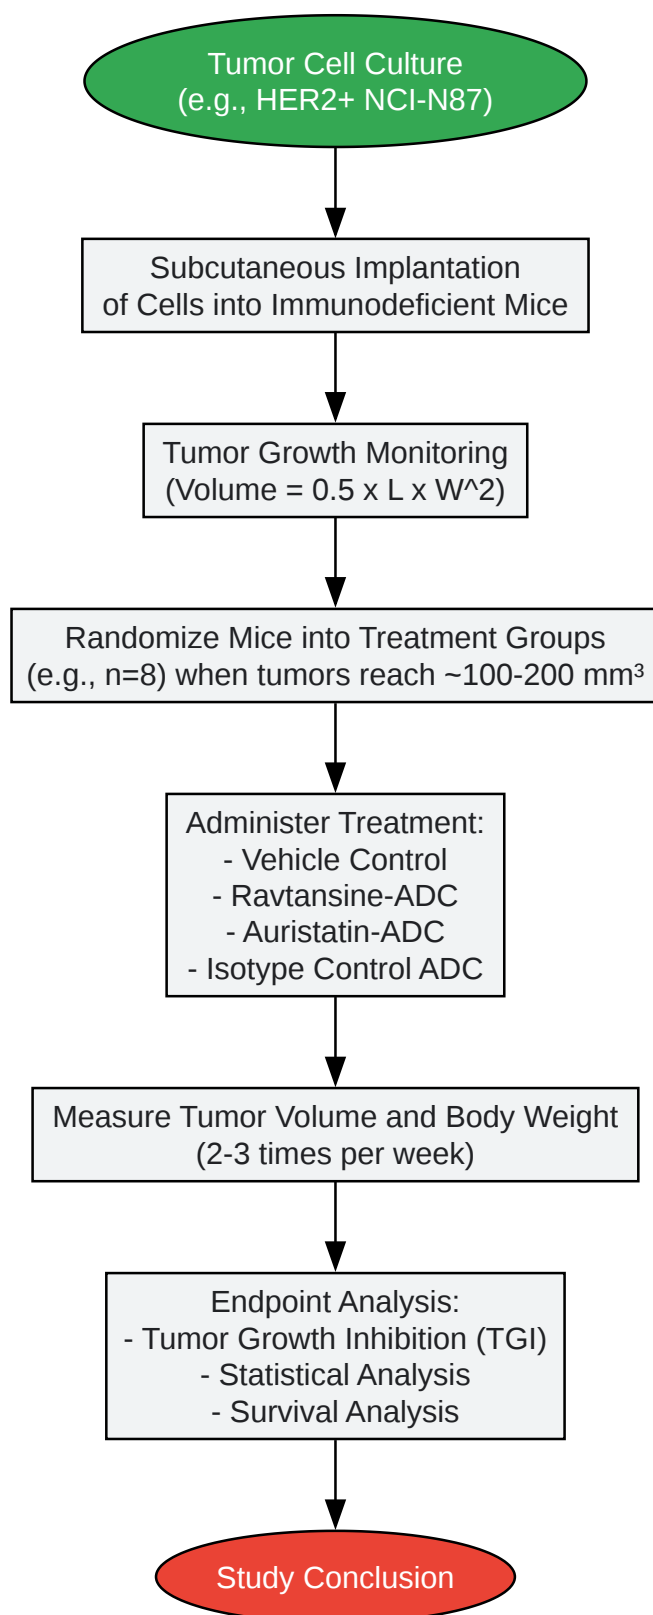 Tumor Cell Culture
(e.g., HER2+ NCI-N87)
Subcutaneous Implantation
of Cells into Immunodeficient Mice
Tumor Growth Monitoring
(Volume = 0.5 x L x W^2)
Randomize Mice into Treatment Groups
(e.g., n=8) when tumors reach ~100-200 mm³
Administer Treatment:
- Vehicle Control
- Ravtansine-ADC
- Auristatin-ADC
- Isotype Control ADC
Measure Tumor Volume and Body Weight
(2-3 times per week)
Endpoint Analysis:
- Tumor Growth Inhibition (TGI)
- Statistical Analysis
- Survival Analysis
Study Conclusion